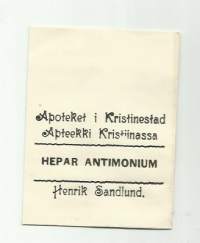 Apoteket i Kristinestad
Apteekki Kristiinassa
HEPAR ANTIMONIUM
Henrik Sandlund.